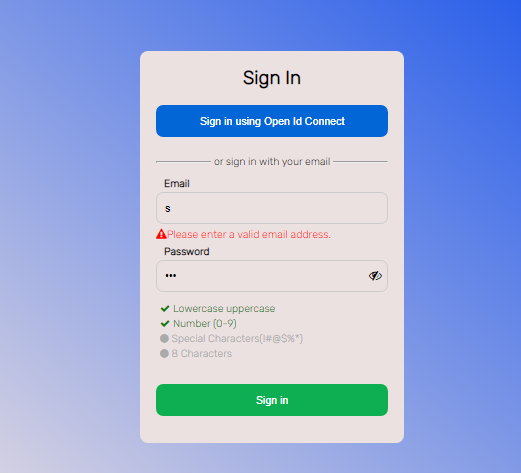 Sign In
Sign in using Open Id Connect
or sign in with your email
Email
s
Please enter a valid email address.
Password
•••
Lowercase uppercase
Number (0-9)
Special Characters(!#@$%*)
8 Characters
Sign in